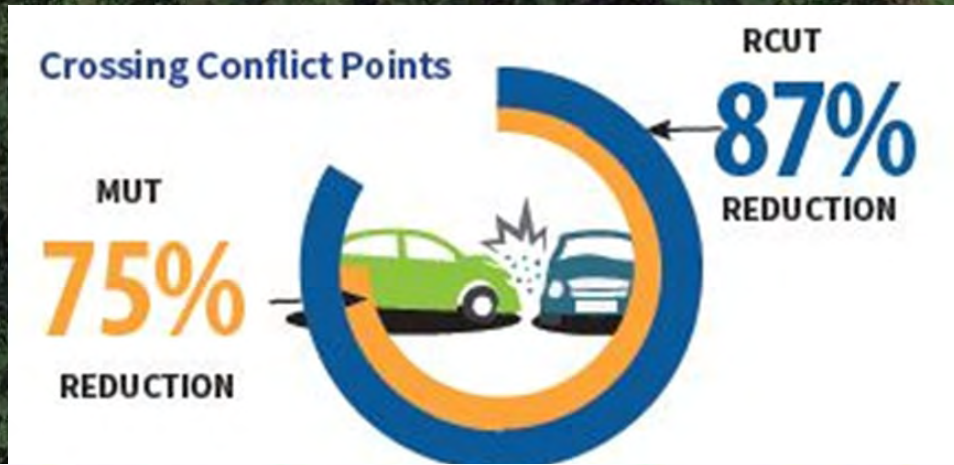 Crossing Conflict Points
RCUT
87%
REDUCTION
MUT
75%
REDUCTION